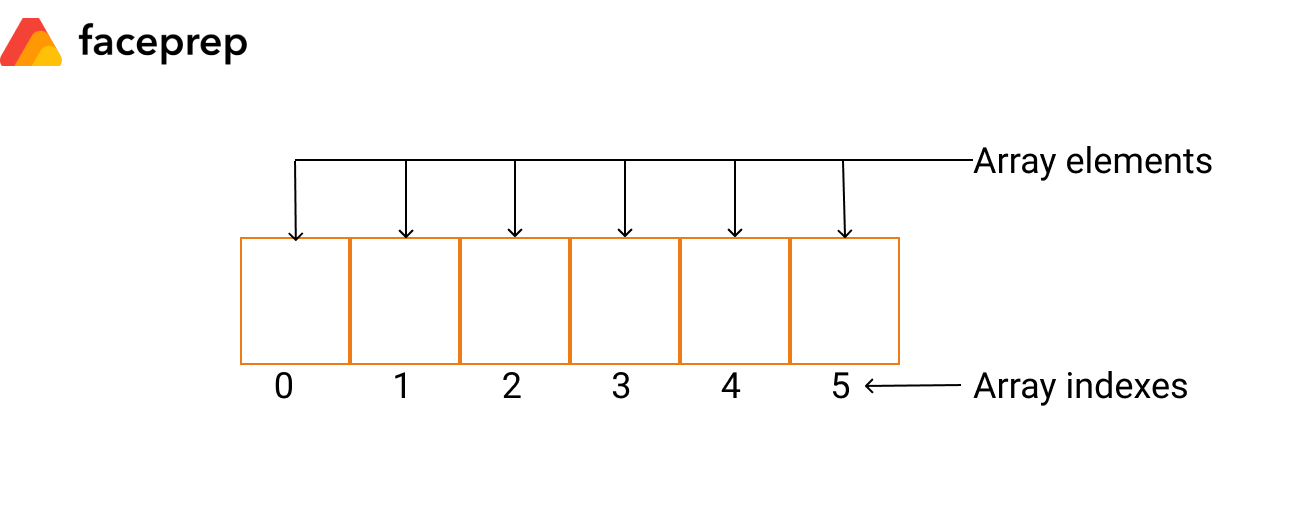 faceprep
Array elements
0 1 2 3 4 5 Array indexes